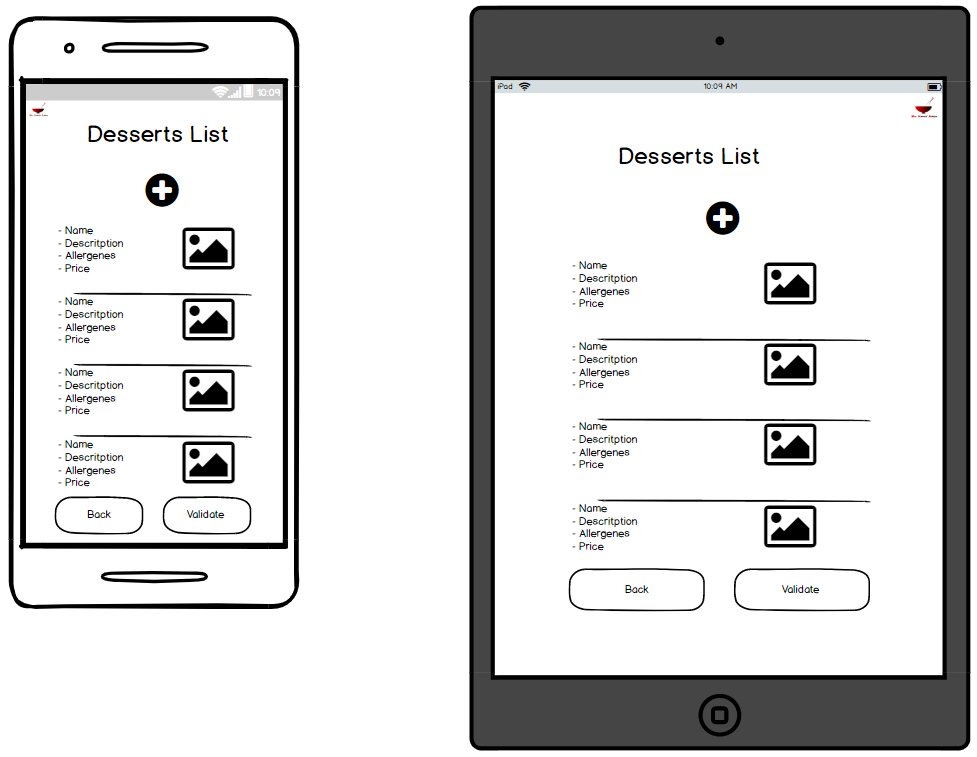 10:09
Desserts List
- Name
- Descritption
- Allergenes
- Price
- Name
- Descritption
- Allergenes
- Price
- Name
- Descritption
- Allergenes
- Price
- Name
- Descritption
- Allergenes
- Price
Back
Validate
iPad
10:09 AM
Desserts List
- Name
- Descritption
- Allergenes
- Price
- Name
- Descritption
- Allergenes
- Price
- Name
- Descritption
- Allergenes
- Price
- Name
- Descritption
- Allergenes
- Price
Back
Validate